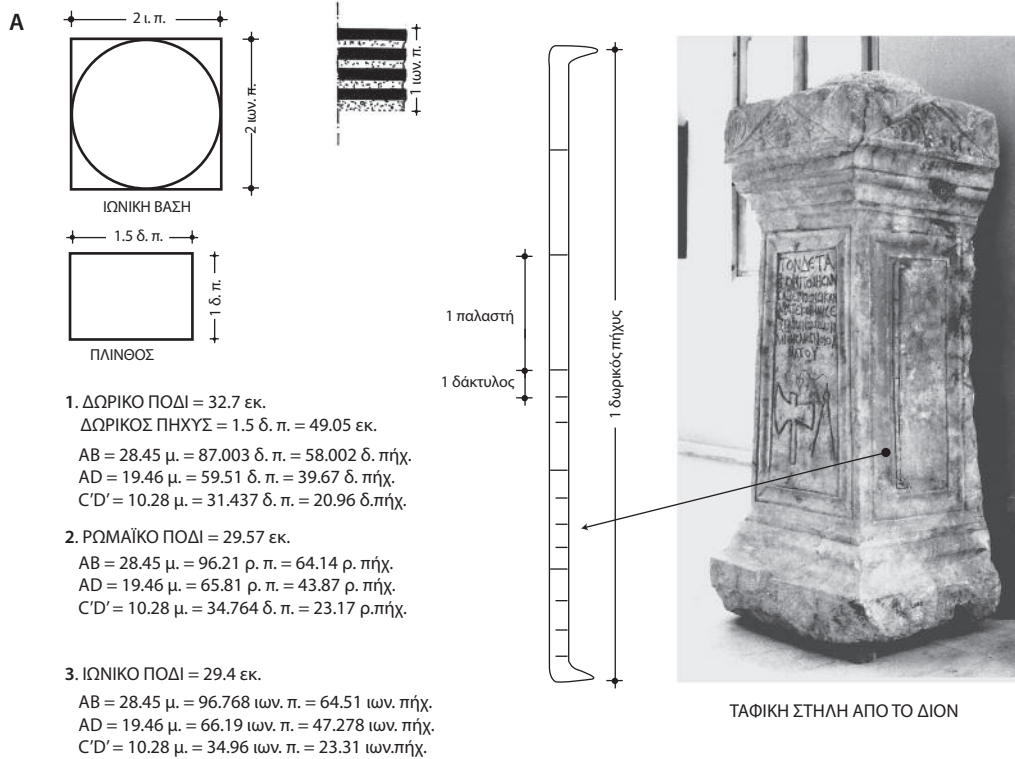 A
2 ι. π.
2 ιων. π.
ΙΩΝΙΚΗ ΒΑΣΗ
1 ιων. π.
1.5 δ. π.
1 δ. π.
ΠΛΙΝΘΟΣ
1 παλαστή
1 δάκτυλος
1 δωρικός πήχυς
1. ΔΩΡΙΚΟ ΠΟΔΙ = 32.7 εκ.
ΔΩΡΙΚΟΣ ΠΗΧΥΣ = 1.5 δ. π. = 49.05 εκ.
AB = 28.45 μ. = 87.003 δ. π. = 58.002 δ. πήχ.
AD = 19.46 μ. = 59.51 δ. π. = 39.67 δ. πήχ.
C'D' = 10.28 μ. = 31.437 δ. π. = 20.96 δ.πήχ.
2. ΡΩΜΑΪΚΟ ΠΟΔΙ = 29.57 εκ.
AB = 28.45 μ. = 96.21 ρ. π. = 64.14 ρ. πήχ.
AD = 19.46 μ. = 65.81 ρ. π. = 43.87 ρ. πήχ.
C'D' = 10.28 μ. = 34.764 δ. π. = 23.17 ρ.πήχ.
3. ΙΩΝΙΚΟ ΠΟΔΙ = 29.4 εκ.
AB = 28.45 μ. = 96.768 ιων. π. = 64.51 ιων. πήχ.
AD = 19.46 μ. = 66.19 ιων. π. = 47.278 ιων. πήχ.
C'D' = 10.28 μ. = 34.96 ιων. π. = 23.31 ιων.πήχ.
ΤΟΝΔΕΤΑ
ΤΑΦΙΚΗ ΣΤΗΛΗ ΑΠΟ ΤΟ ΔΙΟΝ